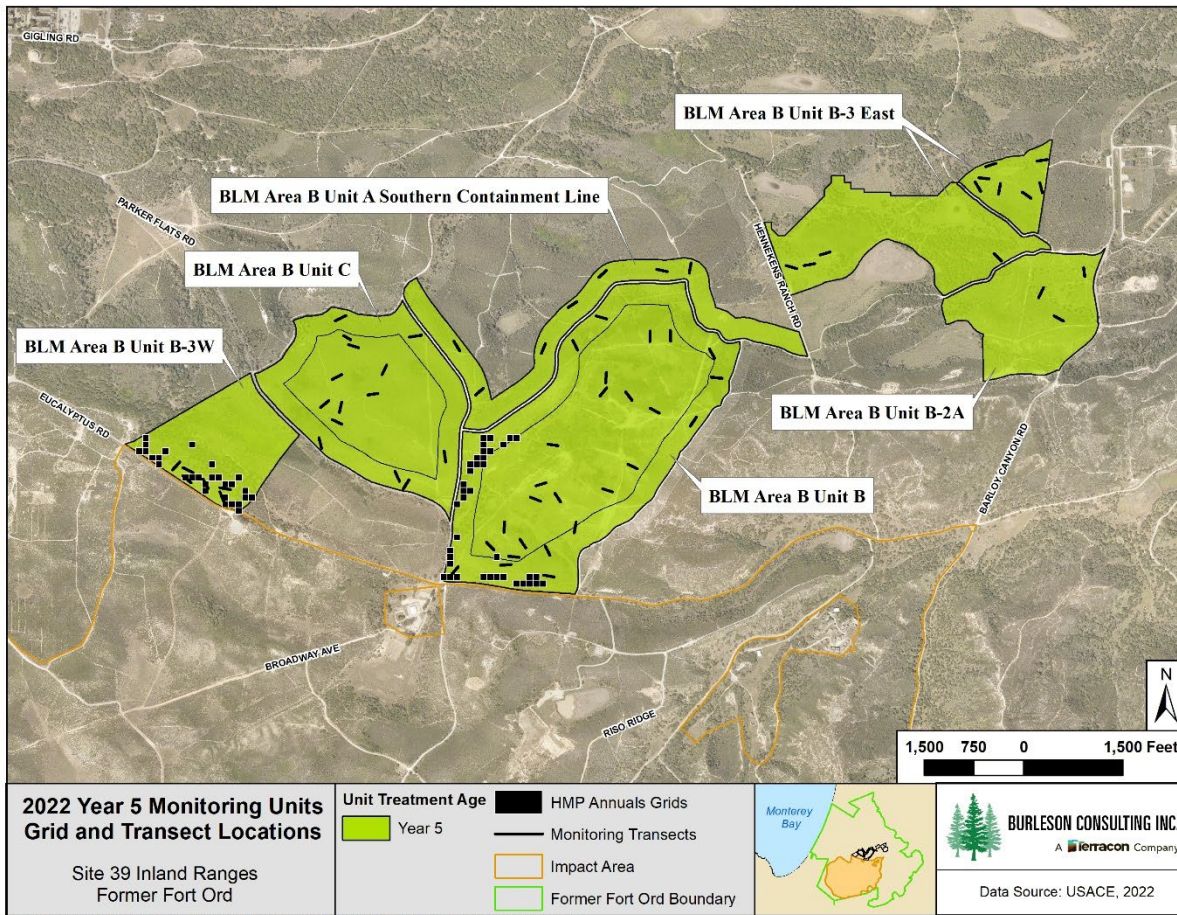 GIGLING RD
BLM Area B Unit B-3 East
BLM Area B Unit A Southern Containment Line
PARKER FLATS RD
HENNEKENS RANCH RD
BLM Area B Unit C
BLM Area B Unit B-3W
EUCALYPTUS RD
BLM Area B Unit B-2A
BARLOY CANYON RD
BLM Area B Unit B
BROADWAY AVE
RISO RIDGE
N
1,500 750 0 1,500 Feet
2022 Year 5 Monitoring Units
Grid and Transect Locations
Site 39 Inland Ranges
Former Fort Ord
Unit Treatment Age
Year 5
HMP Annuals Grids
Monitoring Transects
Impact Area
Former Fort Ord Boundary
Monterey
Bay
BURLESON CONSULTING INC.
A Terracon Company
Data Source: USACE, 2022